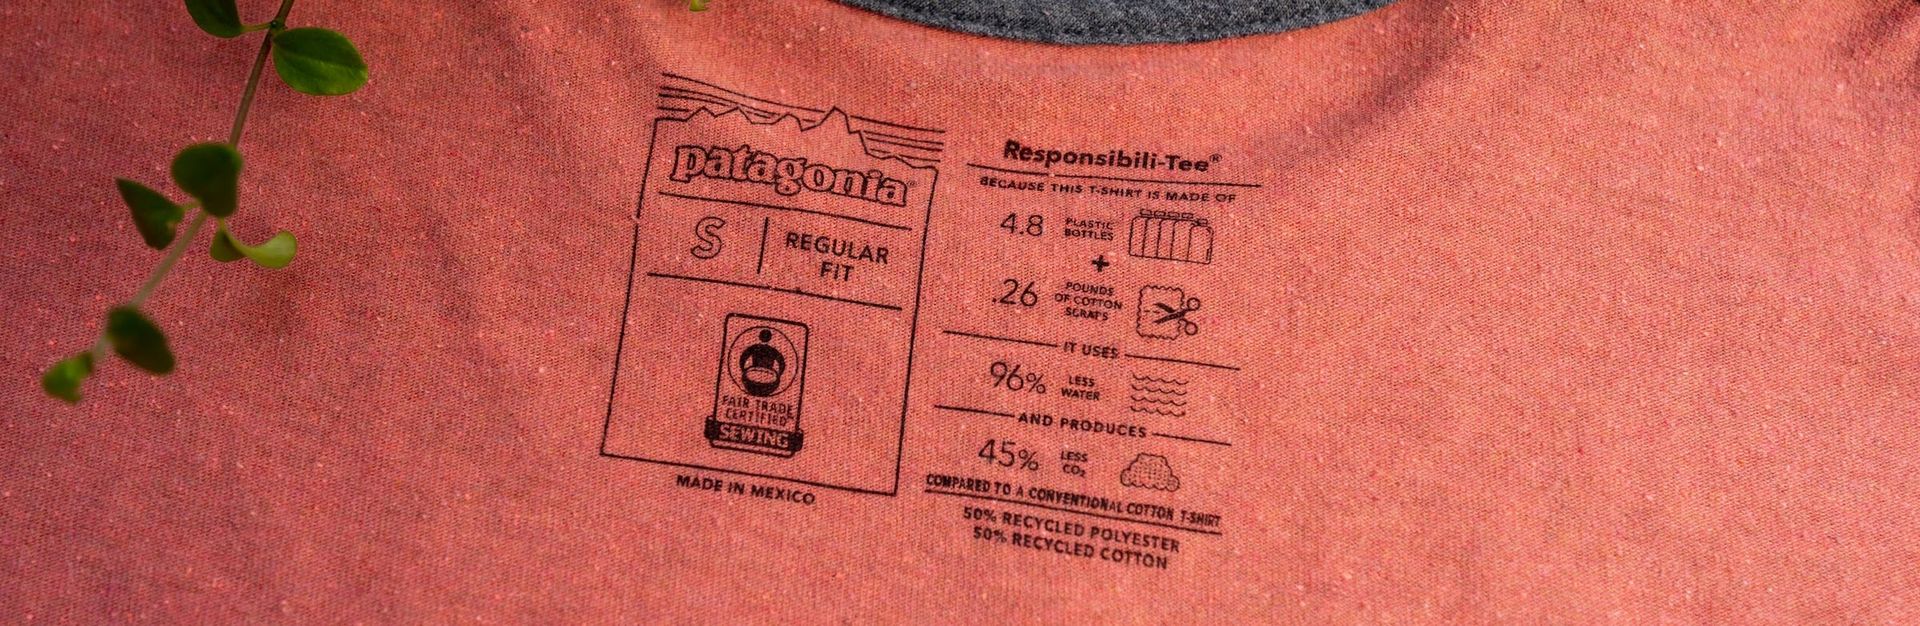 patagonia®
S
REGULAR
FIT
FAIR TRADE
CERTIFIED
SEWING
MADE IN MEXICO
Responsibili-Tee®
BECAUSE THIS T-SHIRT IS MADE OF
4.8 PLASTIC
BOTTLES
+
.26 POUNDS
OF COTTON
SCRAPS
IT USES
96% LESS
WATER
AND PRODUCES
45% LESS
CO₂
COMPARED TO A CONVENTIONAL COTTON T-SHIRT
50% RECYCLED POLYESTER
50% RECYCLED COTTON